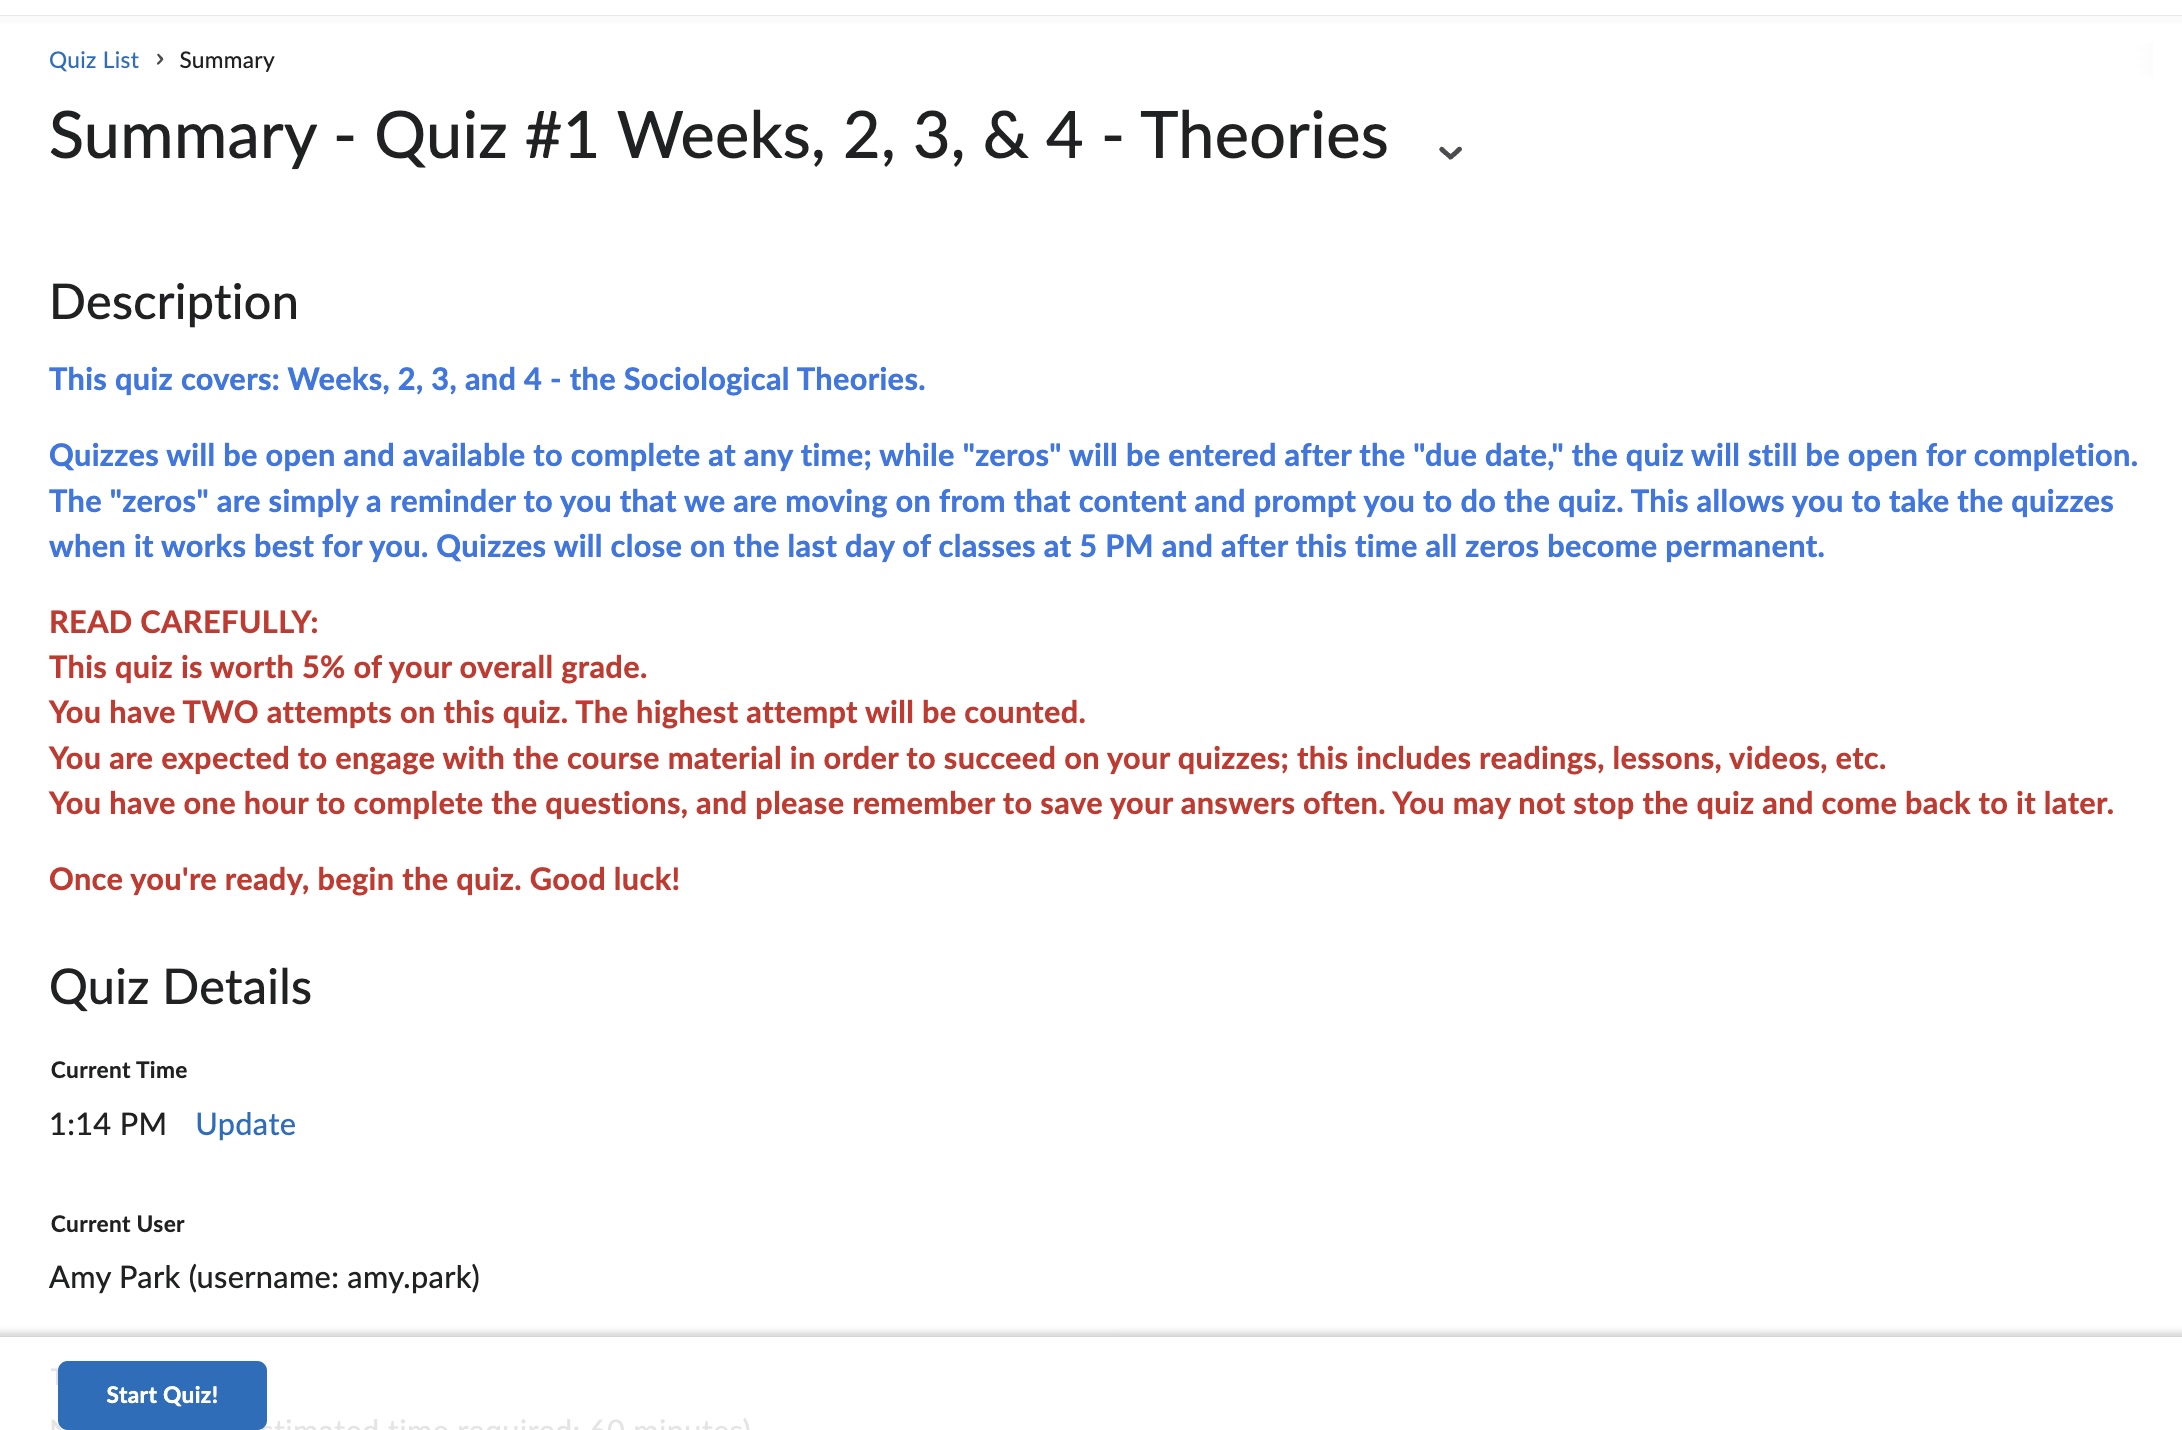 Quiz List › Summary
Summary - Quiz #1 Weeks, 2, 3, & 4 - Theories
Description
This quiz covers: Weeks, 2, 3, and 4 - the Sociological Theories.
Quizzes will be open and available to complete at any time; while "zeros" will be entered after the "due date," the quiz will still be open for completion.
The "zeros" are simply a reminder to you that we are moving on from that content and prompt you to do the quiz. This allows you to take the quizzes
when it works best for you. Quizzes will close on the last day of classes at 5 PM and after this time all zeros become permanent.
READ CAREFULLY:
This quiz is worth 5% of your overall grade.
You have TWO attempts on this quiz. The highest attempt will be counted.
You are expected to engage with the course material in order to succeed on your quizzes; this includes readings, lessons, videos, etc.
You have one hour to complete the questions, and please remember to save your answers often. You may not stop the quiz and come back to it later.
Once you're ready, begin the quiz. Good luck!
Quiz Details
Current Time
1:14 PM Update
Current User
Amy Park (username: amy.park)
Start Quiz!
time required: 60 minutes)